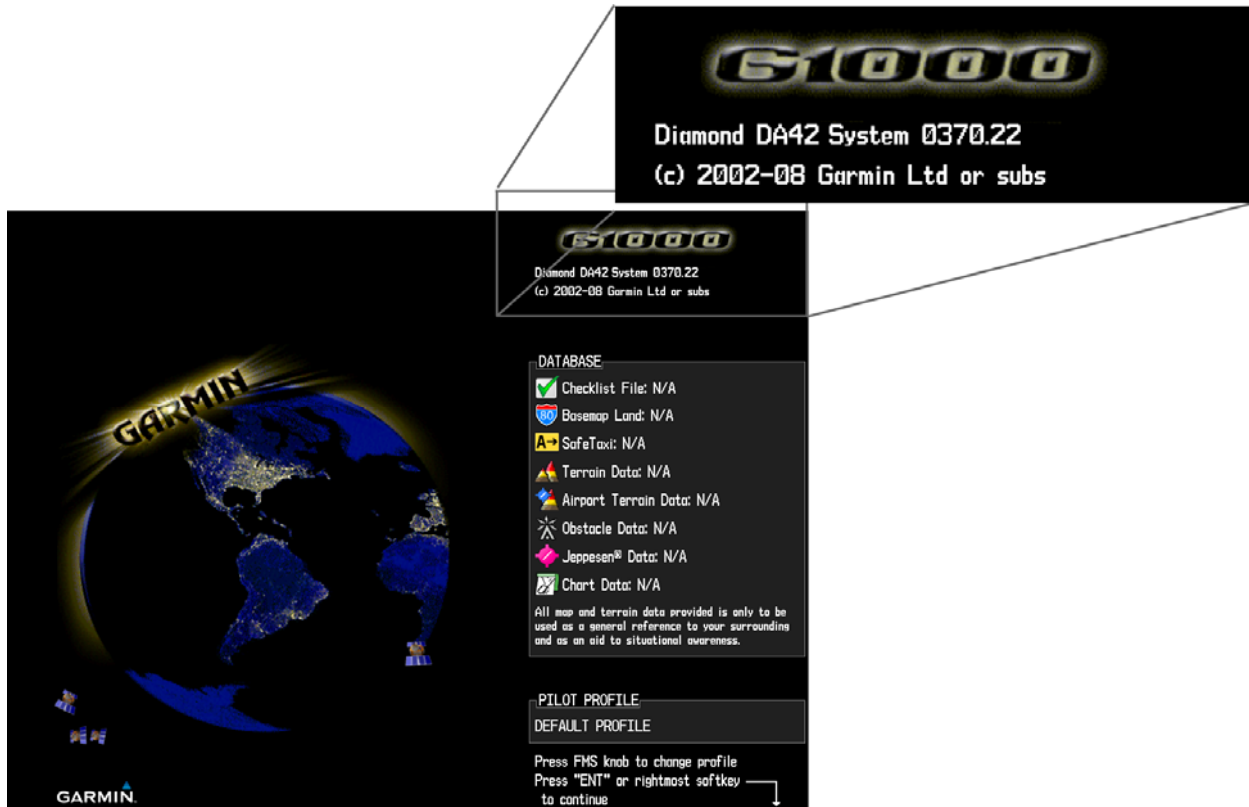 G1000
Diamond DA42 System 0370.22
(c) 2002-08 Garmin Ltd or subs
G1000
Diamond DA42 System 0370.22
(c) 2002-08 Garmin Ltd or subs
GARMIN
DATABASE
Checklist File: N/A
80
Basemap Land: N/A
A→
SafeTaxi: N/A
Terrain Data: N/A
Airport Terrain Data: N/A
Obstacle Data: N/A
Jeppesen® Data: N/A
Chart Data: N/A
All map and terrain data provided is only to be
used as a general reference to your surrounding
and as an aid to situational awareness.
PILOT PROFILE
DEFAULT PROFILE
Press FMS knob to change profile
Press "ENT" or rightmost softkey
to continue
GARMIN.